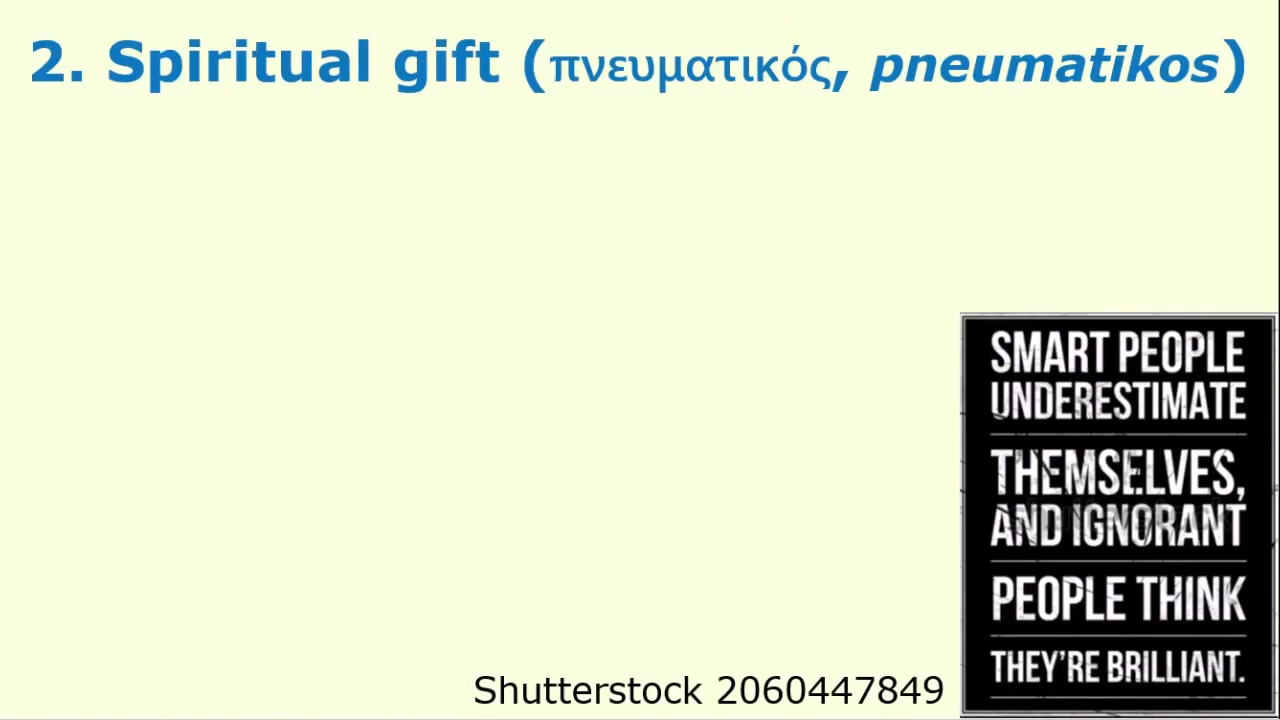 2. Spiritual gift (πνευματικός, pneumatikos)
SMART PEOPLE
UNDERESTIMATE
THEMSELVES,
AND IGNORANT
PEOPLE THINK
THEY'RE BRILLIANT.
Shutterstock 2060447849